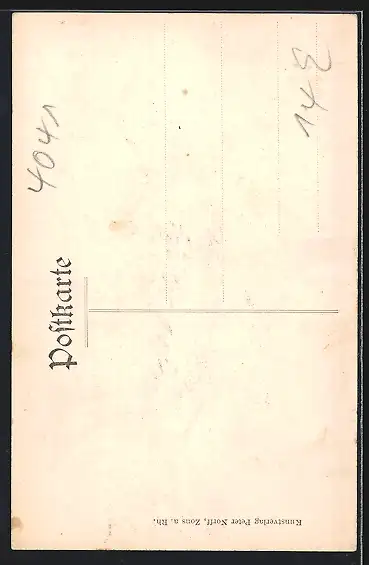 4041
14 E
Postkarte
Kunstverlag Peter Norff, Zons a. Rh.